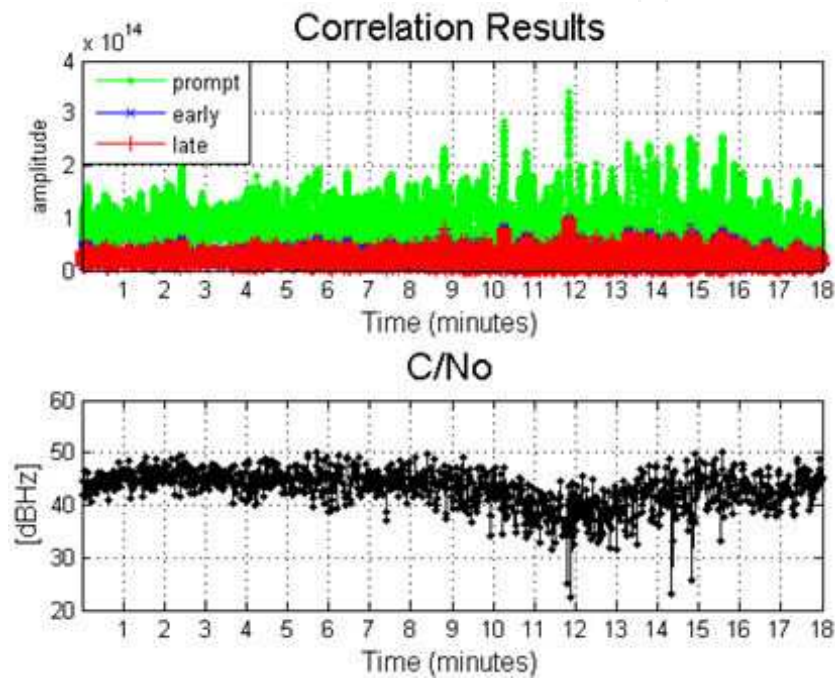 Correlation Results
x 10^14
4
3
2
1
0
amplitude
prompt
early
late
1 2 3 4 5 6 7 8 9 10 11 12 13 14 15 16 17 18
Time (minutes)
C/No
60
50
40
30
20
[dBHz]
1 2 3 4 5 6 7 8 9 10 11 12 13 14 15 16 17 18
Time (minutes)